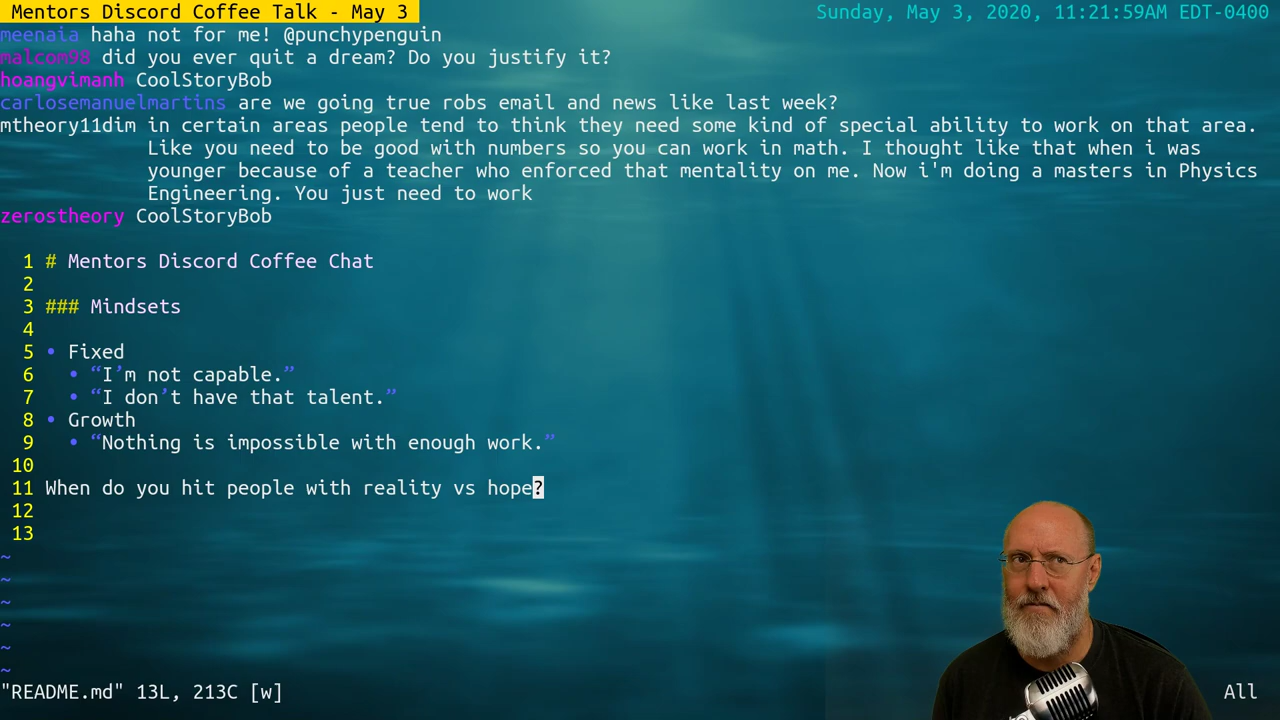 Mentors Discord Coffee Talk - May 3
Sunday, May 3, 2020, 11:21:59AM EDT-0400
meenaia haha not for me! @punchypenguin
malcom98 did you ever quit a dream? Do you justify it?
hoangvimanh CoolStoryBob
carlosemanuelmartins are we going true robs email and news like last week?
mtheory11dim in certain areas people tend to think they need some kind of special ability to work on that area.
Like you need to be good with numbers so you can work in math. I thought like that when i was
younger because of a teacher who enforced that mentality on me. Now i'm doing a masters in Physics
Engineering. You just need to work
zerostheory CoolStoryBob
1 # Mentors Discord Coffee Chat
2
3 ### Mindsets
4
5 • Fixed
6 • “I’m not capable.”
7 • “I don’t have that talent.”
8 • Growth
9 • “Nothing is impossible with enough work.”
10
11 When do you hit people with reality vs hope?
12
13
~
~
~
~
~
~
"README.md" 13L, 213C [w]
All